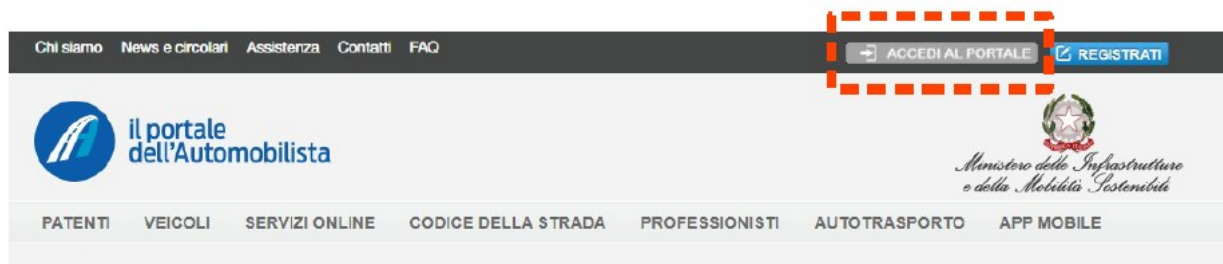 Chi siamo News e circolari Assistenza Contatti FAQ ACCEDI AL PORTALE REGISTRATI
il portale
dell'Automobilista
Ministero delle Infrastrutture
e della Mobilità Sostenibili
PATENTI VEICOLI SERVIZI ONLINE CODICE DELLA STRADA PROFESSIONISTI AUTOTRASPORTO APP MOBILE